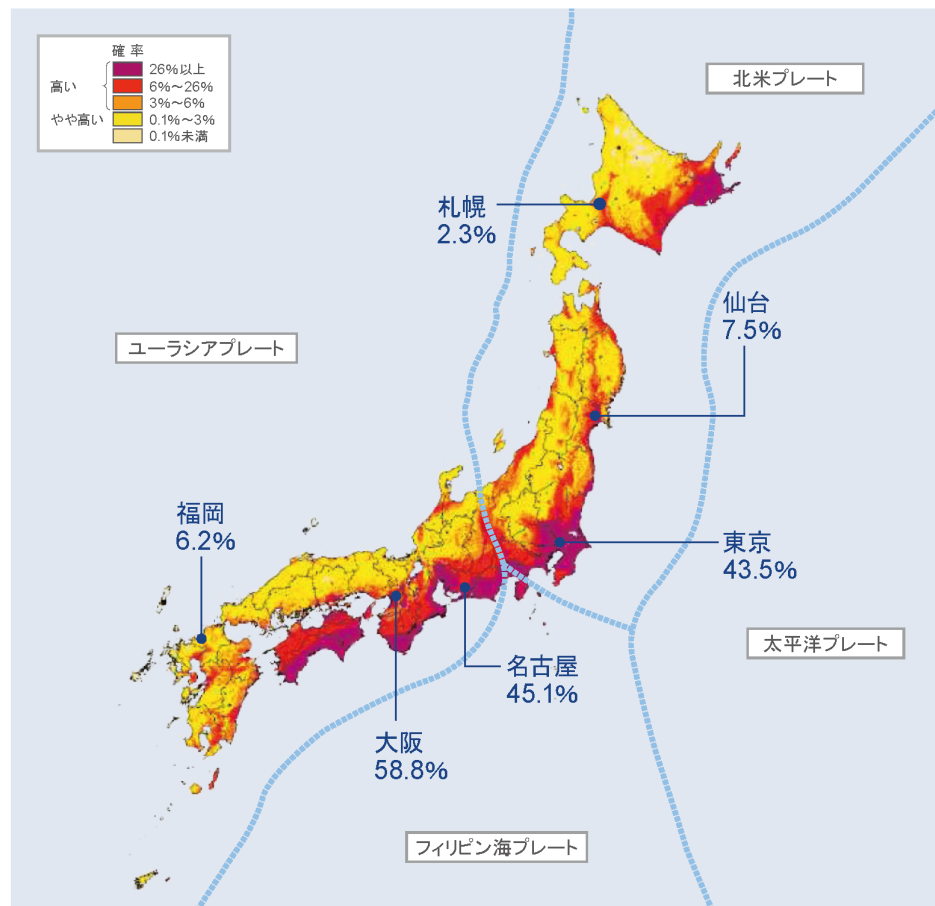 確 率
高い
やや高い
26%以上
6%～26%
3%～6%
0.1%～3%
0.1%未満
北米プレート
札幌
2.3%
仙台
7.5%
ユーラシアプレート
福岡
6.2%
東京
43.5%
太平洋プレート
名古屋
45.1%
大阪
58.8%
フィリピン海プレート